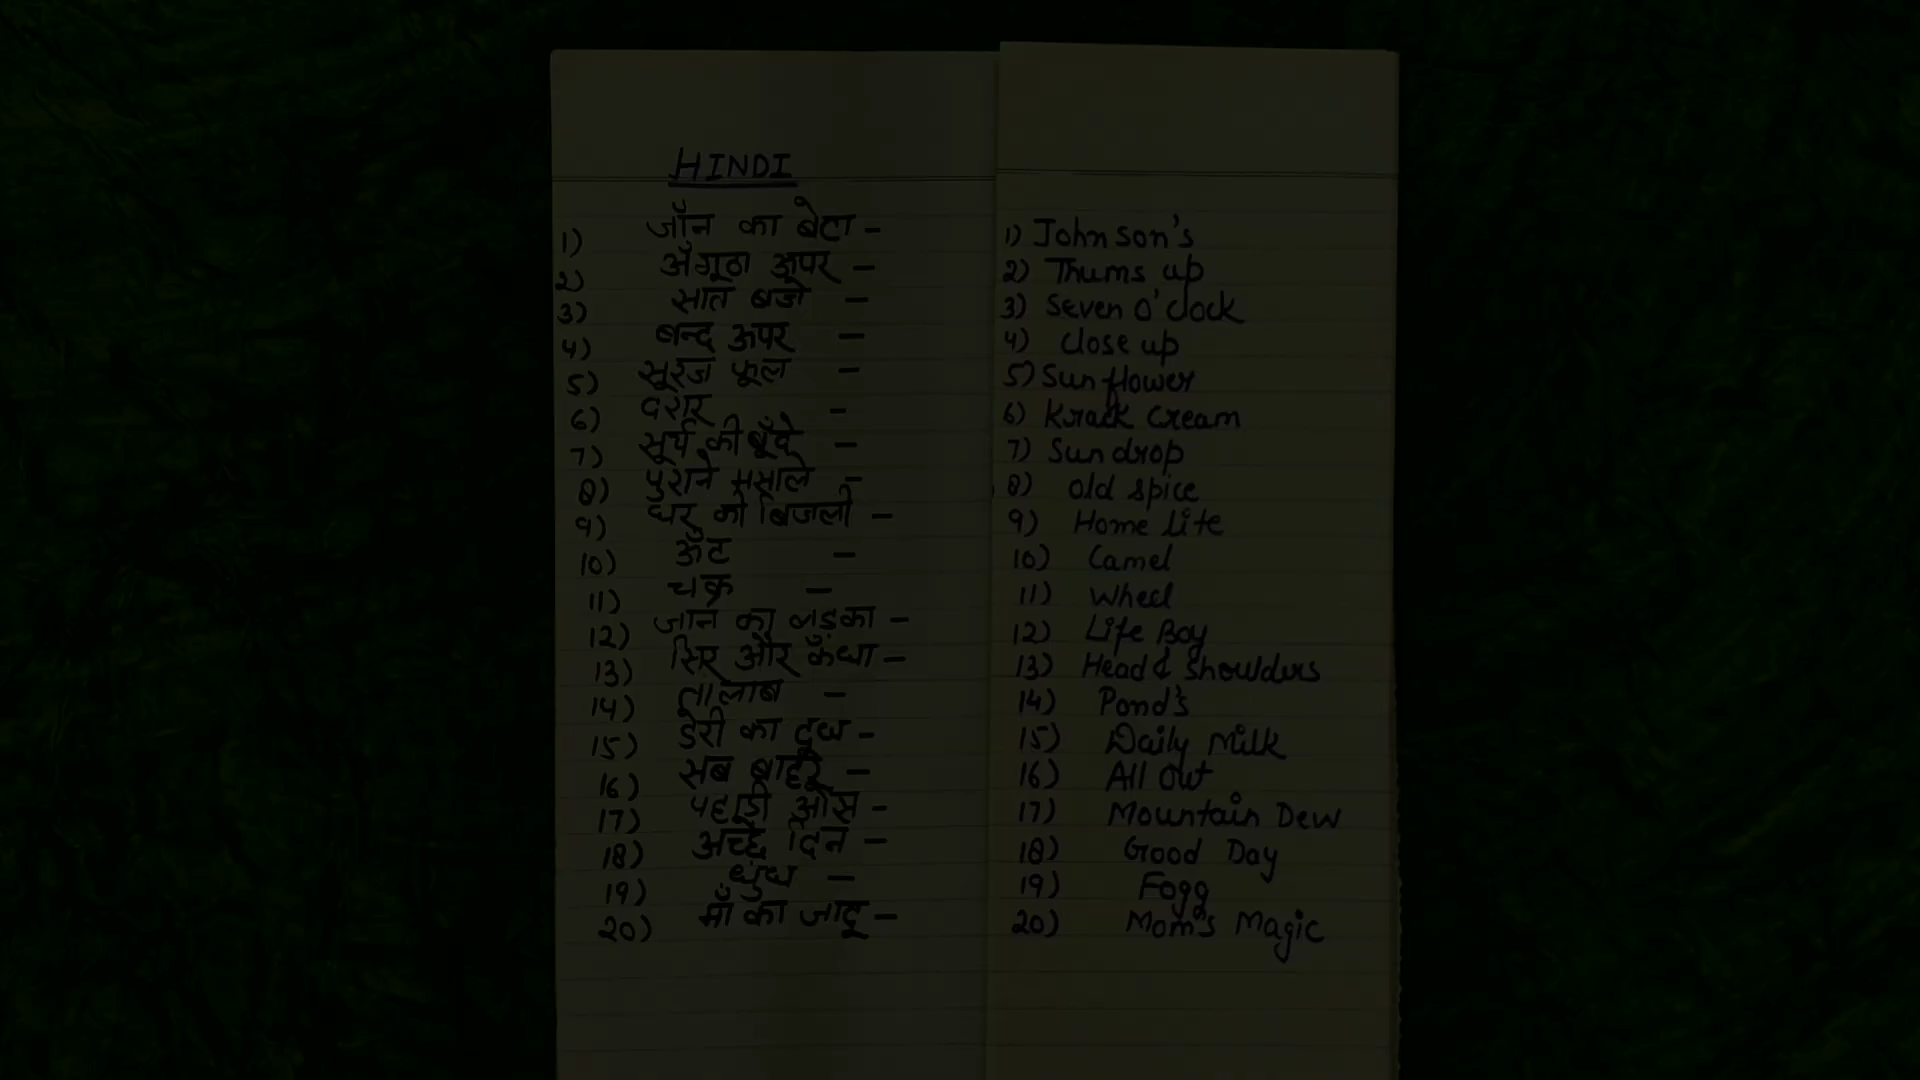 HINDI
1) जॉन का बेटा - 1) Johnson's
2) अँगूठा ऊपर - 2) Thums up
3) सात बजे - 3) Seven O'clock
4) बन्द ऊपर - 4) Close up
5) सूरज फूल - 5) Sunflower
6) दरार - 6) Krack Cream
7) सूर्य की बूँदे - 7) Sundrop
8) पुराने मसाले - 8) Old Spice
9) घर की बिजली - 9) Home Lite
10) ऊँट - 10) Camel
11) चक्र - 11) Wheel
12) जान का लड़का - 12) Life Boy
13) सिर और कंधा - 13) Head & Shoulders
14) तालाब - 14) Pond's
15) डेरी का दूध - 15) Daily Milk
16) सब बाहर - 16) All Out
17) पहाड़ी ओस - 17) Mountain Dew
18) अच्छे दिन - 18) Good Day
19) धुंध - 19) Fogg
20) माँ का जादू - 20) Mom's Magic